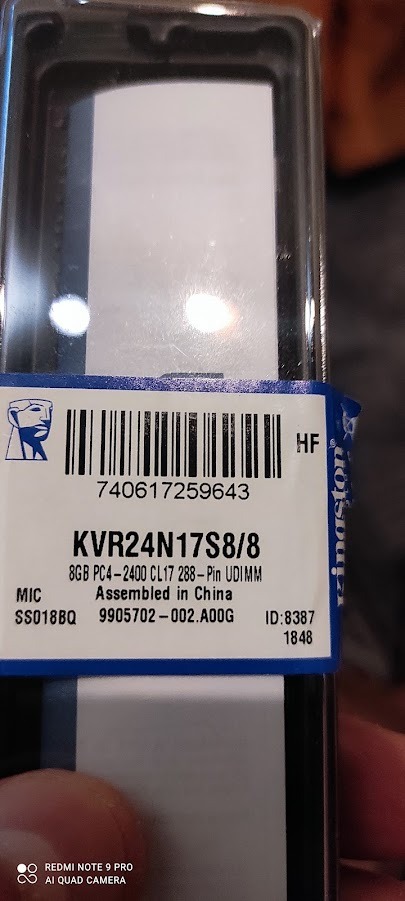 HF
740617259643
KVR24N17S8/8
8GB PC4-2400 CL17 288-Pin UDIMM
MIC Assembled in China
SS018BQ 9905702-002.A00G ID:8387
1848
Kingston®
REDMI NOTE 9 PRO
AI QUAD CAMERA